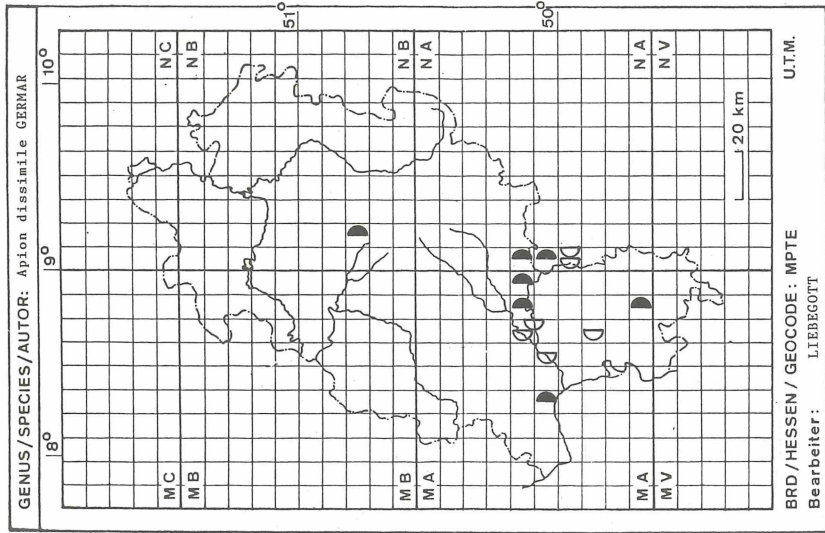 GENUS/SPECIES/AUTOR: Apion dissimile GERMAR
8° 9° 10°
MC NC
MB NB
51°
MB NB
MA NA
50°
MA NA
MV NV
20 km
BRD/HESSEN/GEOCODE: MPTE U.T.M.
Bearbeiter: LIEBEGOTT